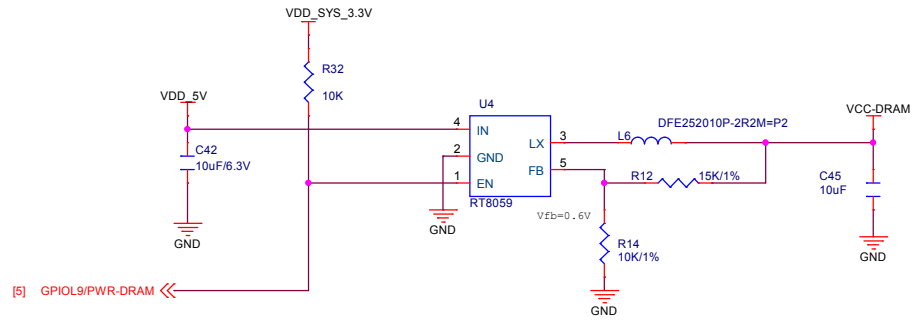 VDD_SYS_3.3V
R32
10K
VDD_5V
U4
VCC-DRAM
DFE252010P-2R2M=P2
4
IN
LX
3
L6
C42
10uF/6.3V
2
GND
FB
5
1
EN
R12
15K/1%
C45
10uF
RT8059
Vfb=0.6V
GND
GND
R14
10K/1%
GND
[5] GPIOL9/PWR-DRAM
GND